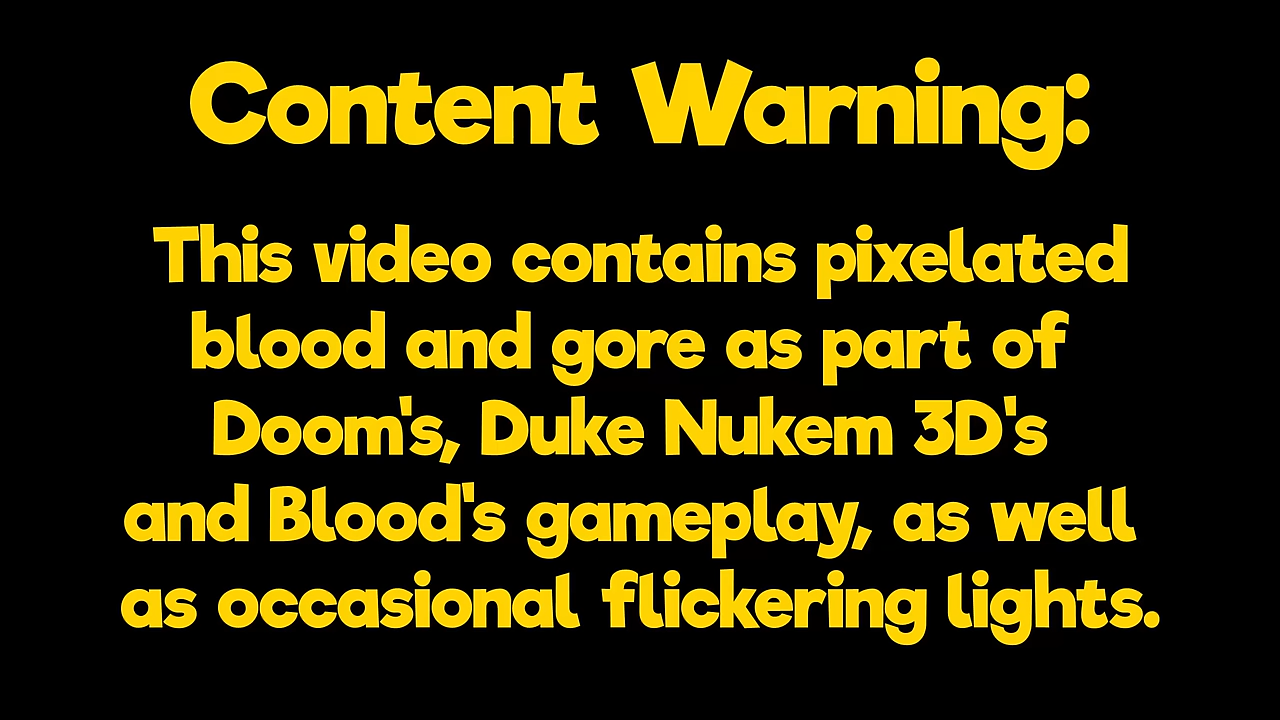 Content Warning:
This video contains pixelated
blood and gore as part of
Doom's, Duke Nukem 3D's
and Blood's gameplay, as well
as occasional flickering lights.